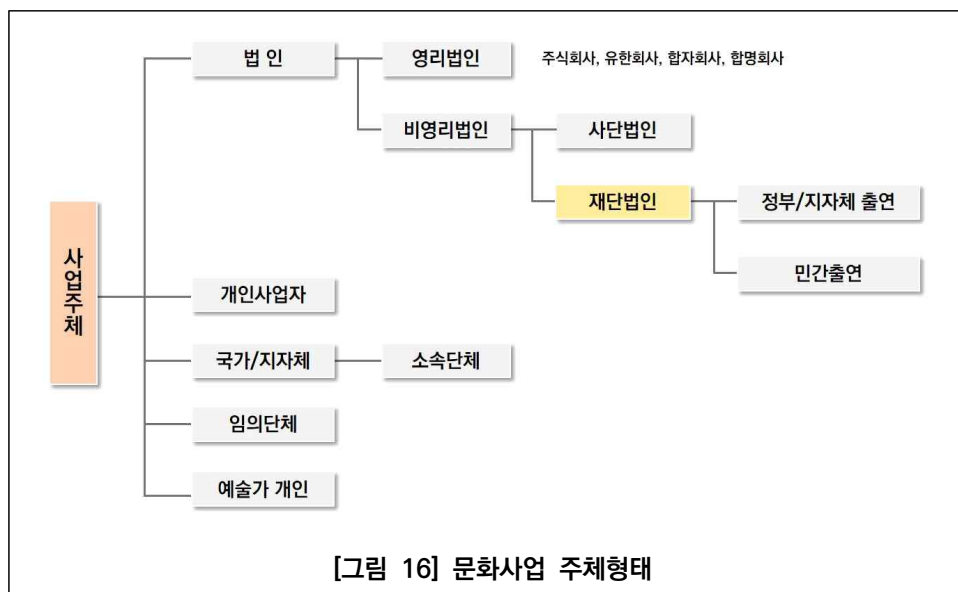 법 인
영리법인
주식회사, 유한회사, 합자회사, 합명회사
비영리법인
사단법인
재단법인
정부/지자체 출연
민간출연
사업주체
개인사업자
국가/지자체
소속단체
임의단체
예술가 개인
[그림 16] 문화사업 주체형태